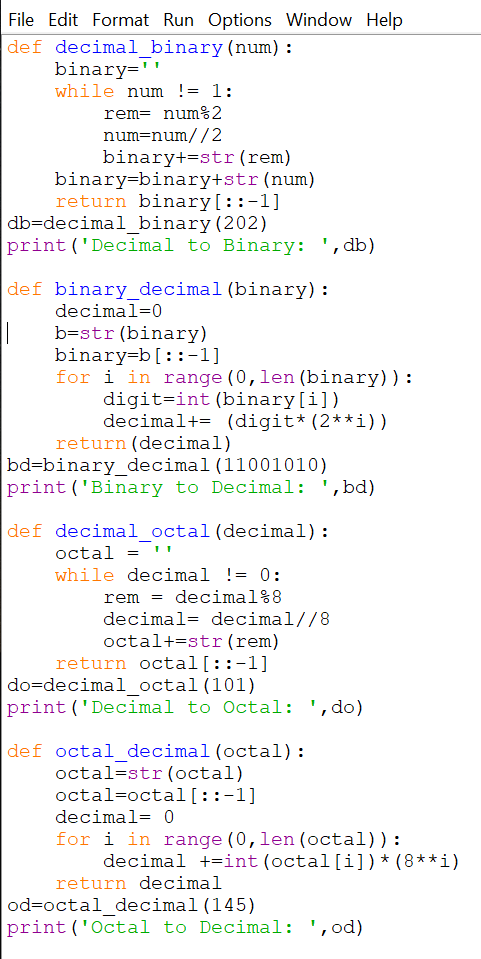 File Edit Format Run Options Window Help
def decimal_binary(num):
    binary=''
    while num != 1:
        rem= num%2
        num=num//2
        binary+=str(rem)
    binary=binary+str(num)
    return binary[::-1]
db=decimal_binary(202)
print('Decimal to Binary: ',db)

def binary_decimal(binary):
    decimal=0
    b=str(binary)
    binary=b[::-1]
    for i in range(0,len(binary)):
        digit=int(binary[i])
        decimal+= (digit*(2**i))
    return(decimal)
bd=binary_decimal(11001010)
print('Binary to Decimal: ',bd)

def decimal_octal(decimal):
    octal = ''
    while decimal != 0:
        rem = decimal%8
        decimal= decimal//8
        octal+=str(rem)
    return octal[::-1]
do=decimal_octal(101)
print('Decimal to Octal: ',do)

def octal_decimal(octal):
    octal=str(octal)
    octal=octal[::-1]
    decimal= 0
    for i in range(0,len(octal)):
        decimal +=int(octal[i])*(8**i)
    return decimal
od=octal_decimal(145)
print('Octal to Decimal: ',od)